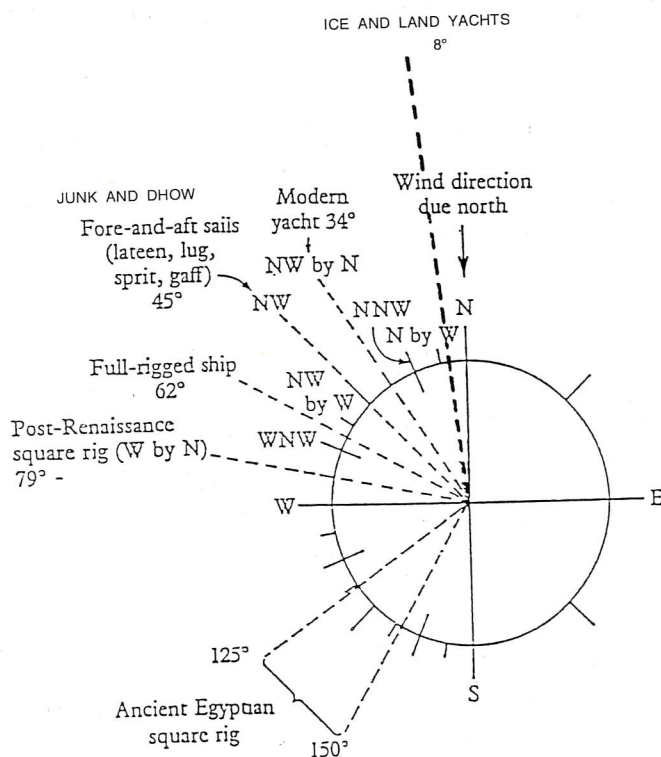 ICE AND LAND YACHTS
8°
Wind direction
due north
JUNK AND DHOW
Fore-and-aft sails
(lateen, lug,
sprit, gaff)
45°
Modern
yacht 34°
NW by N
NW
NNW
N by W
N
Full-rigged ship
62°
NW
by W
Post-Renaissance
square rig (W by N)
79° -
WNW
W
E
125°
Ancient Egyptian
square rig
150°
S